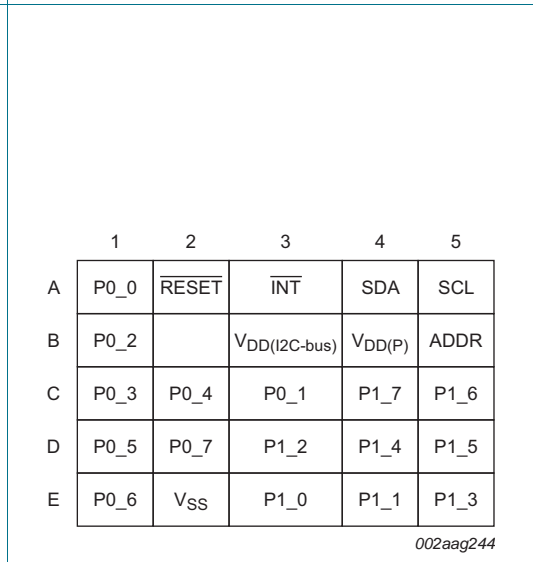 1 2 3 4 5
A P0_0 RESET INT SDA SCL
B P0_2 VDD(I2C-bus) VDD(P) ADDR
C P0_3 P0_4 P0_1 P1_7 P1_6
D P0_5 P0_7 P1_2 P1_4 P1_5
E P0_6 VSS P1_0 P1_1 P1_3
002aag244